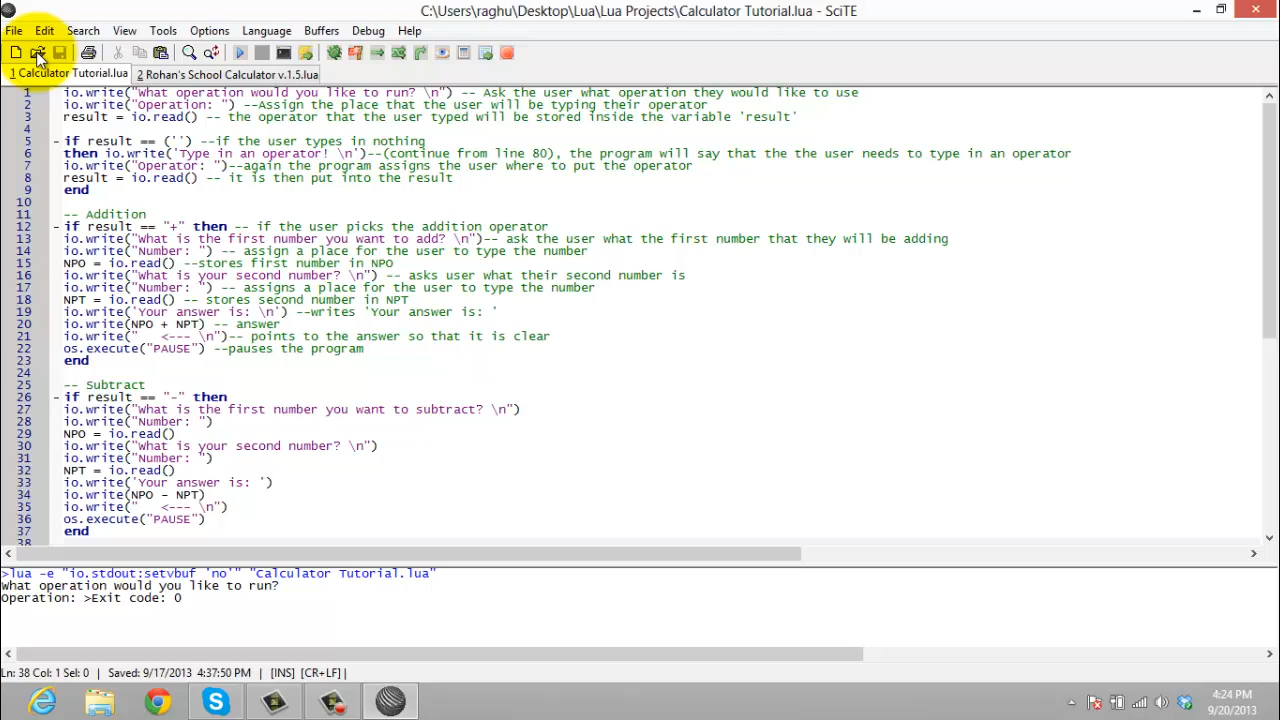 C:\Users\raghu\Desktop\Lua\Lua Projects\Calculator Tutorial.lua - SciTE
File Edit Search View Tools Options Language Buffers Debug Help
1 Calculator Tutorial.lua 2 Rohan's School Calculator v.1.5.lua
1 io.write("What operation would you like to run? \n") -- Ask the user what operation they would like to use
2 io.write("Operation: ") --Assign the place that the user will be typing their operator
3 result = io.read() -- the operator that the user typed will be stored inside the variable 'result'
4
5 - if result == ('') --if the user types in nothing
6 then io.write('Type in an operator! \n')--(continue from line 80), the program will say that the the user needs to type in an operator
7 io.write("Operator: ")--again the program assigns the user where to put the operator
8 result = io.read() -- it is then put into the result
9 end
10
11 -- Addition
12 - if result == "+" then -- if the user picks the addition operator
13 io.write("What is the first number you want to add? \n")-- ask the user what the first number that they will be adding
14 io.write("Number: ") -- assign a place for the user to type the number
15 NPO = io.read() --stores first number in NPO
16 io.write("What is your second number? \n") -- asks user what their second number is
17 io.write("Number: ") -- assigns a place for the user to type the number
18 NPT = io.read() -- stores second number in NPT
19 io.write('Your answer is: \n') --writes 'Your answer is: '
20 io.write(NPO + NPT) -- answer
21 io.write("   <--- \n")-- points to the answer so that it is clear
22 os.execute("PAUSE") --pauses the program
23 end
24
25 -- Subtract
26 - if result == "-" then
27 io.write("What is the first number you want to subtract? \n")
28 io.write("Number: ")
29 NPO = io.read()
30 io.write("What is your second number? \n")
31 io.write("Number: ")
32 NPT = io.read()
33 io.write('Your answer is: ')
34 io.write(NPO - NPT)
35 io.write("   <--- \n")
36 os.execute("PAUSE")
37 end
38
>lua -e "io.stdout:setvbuf 'no'" "Calculator Tutorial.lua"
What operation would you like to run?
Operation: >Exit code: 0
Ln: 38 Col: 1 Sel: 0 | Saved: 9/17/2013 4:37:50 PM | [INS] [CR+LF] |
4:24 PM
9/20/2013